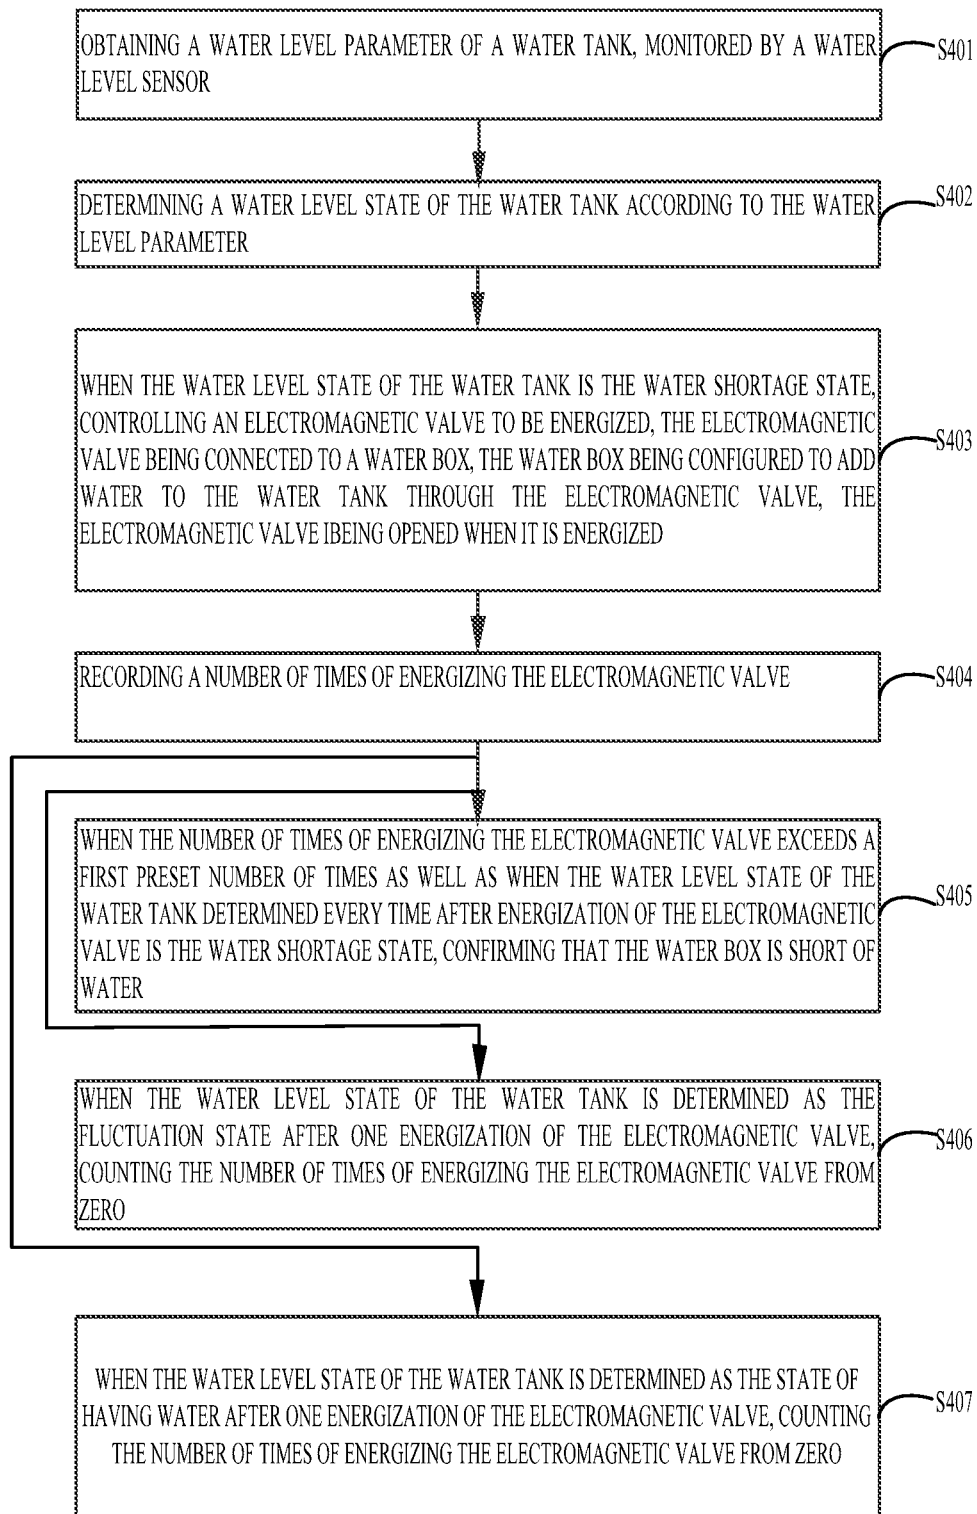 OBTAINING A WATER LEVEL PARAMETER OF A WATER TANK, MONITORED BY A WATER
LEVEL SENSOR
S401
DETERMINING A WATER LEVEL STATE OF THE WATER TANK ACCORDING TO THE WATER
LEVEL PARAMETER
S402
WHEN THE WATER LEVEL STATE OF THE WATER TANK IS THE WATER SHORTAGE STATE,
CONTROLLING AN ELECTROMAGNETIC VALVE TO BE ENERGIZED, THE ELECTROMAGNETIC
VALVE BEING CONNECTED TO A WATER BOX, THE WATER BOX BEING CONFIGURED TO ADD
WATER TO THE WATER TANK THROUGH THE ELECTROMAGNETIC VALVE, THE
ELECTROMAGNETIC VALVE IBEING OPENED WHEN IT IS ENERGIZED
S403
RECORDING A NUMBER OF TIMES OF ENERGIZING THE ELECTROMAGNETIC VALVE
S404
WHEN THE NUMBER OF TIMES OF ENERGIZING THE ELECTROMAGNETIC VALVE EXCEEDS A
FIRST PRESET NUMBER OF TIMES AS WELL AS WHEN THE WATER LEVEL STATE OF THE
WATER TANK DETERMINED EVERY TIME AFTER ENERGIZATION OF THE ELECTROMAGNETIC
VALVE IS THE WATER SHORTAGE STATE, CONFIRMING THAT THE WATER BOX IS SHORT OF
WATER
S405
WHEN THE WATER LEVEL STATE OF THE WATER TANK IS DETERMINED AS THE
FLUCTUATION STATE AFTER ONE ENERGIZATION OF THE ELECTROMAGNETIC VALVE,
COUNTING THE NUMBER OF TIMES OF ENERGIZING THE ELECTROMAGNETIC VALVE FROM
ZERO
S406
WHEN THE WATER LEVEL STATE OF THE WATER TANK IS DETERMINED AS THE STATE OF
HAVING WATER AFTER ONE ENERGIZATION OF THE ELECTROMAGNETIC VALVE, COUNTING
THE NUMBER OF TIMES OF ENERGIZING THE ELECTROMAGNETIC VALVE FROM ZERO
S407